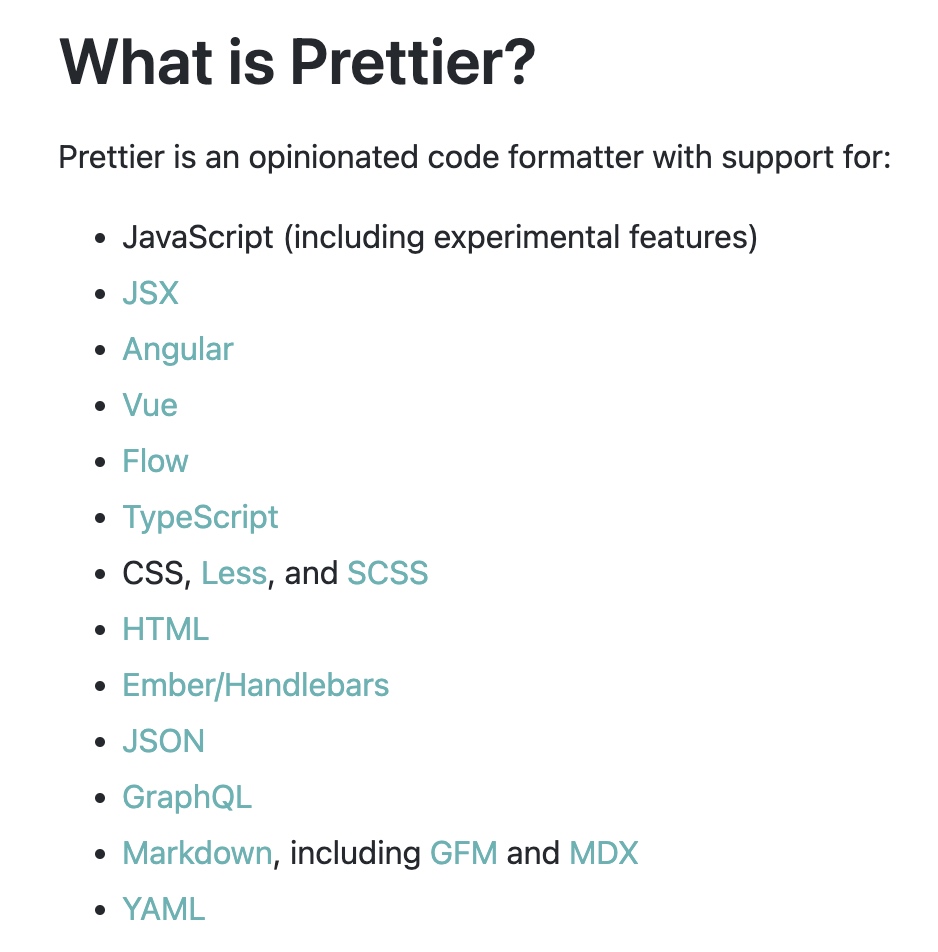 What is Prettier?
Prettier is an opinionated code formatter with support for:
• JavaScript (including experimental features)
• JSX
• Angular
• Vue
• Flow
• TypeScript
• CSS, Less, and SCSS
• HTML
• Ember/Handlebars
• JSON
• GraphQL
• Markdown, including GFM and MDX
• YAML